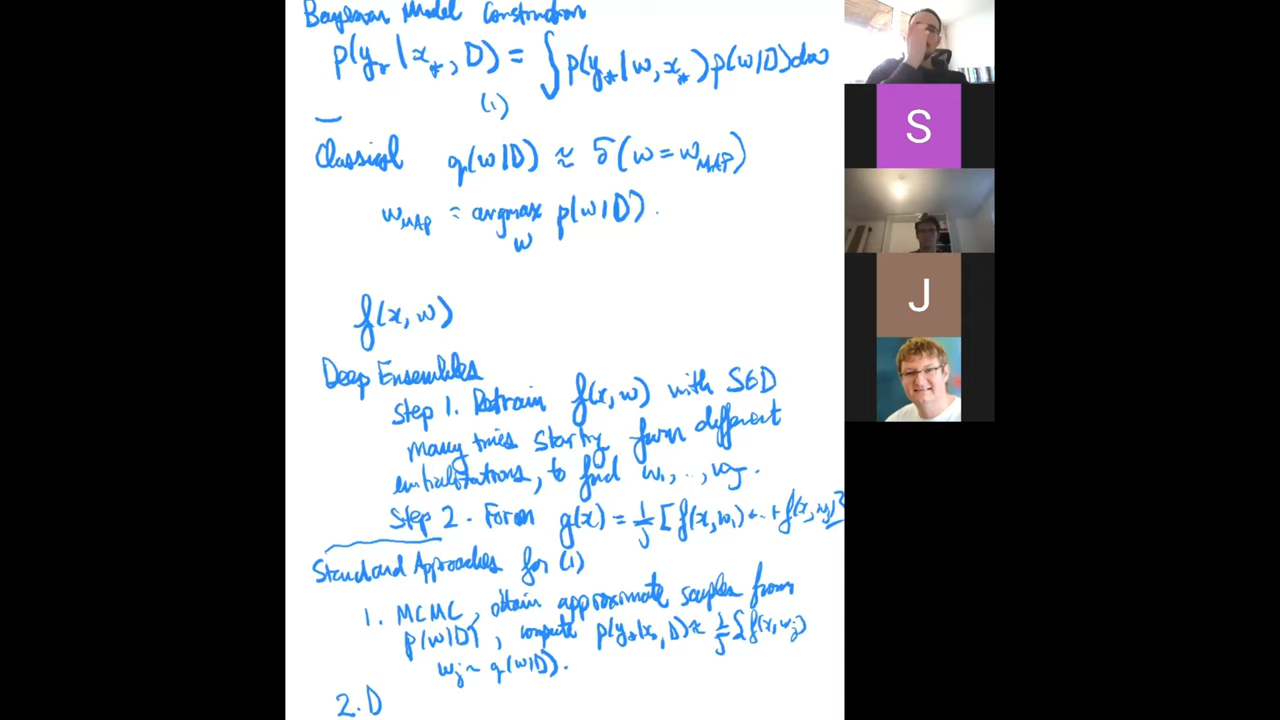 Bayesian Model Construction
p(y* | x*, D) = ∫ p(y* | w, x*) p(w|D) dw
(1)
Classical q(w|D) ≈ δ(w = w_MAP)
w_MAP = argmax p(w|D).
w
f(x, w)
Deep Ensembles
Step 1. Retrain f(x, w) with SGD
many times starting from different
initializations, to find w1, .., wJ.
Step 2. Form g(x) = 1/J [f(x, w1) + .. + f(x, wJ)]
Standard Approaches for (1)
1. MCMC, obtain approximate samples from
p(w|D), compute p(y*|x*, D) ≈ 1/J Σ f(x, wj)
wj ~ q(w|D).
2. D
S
J